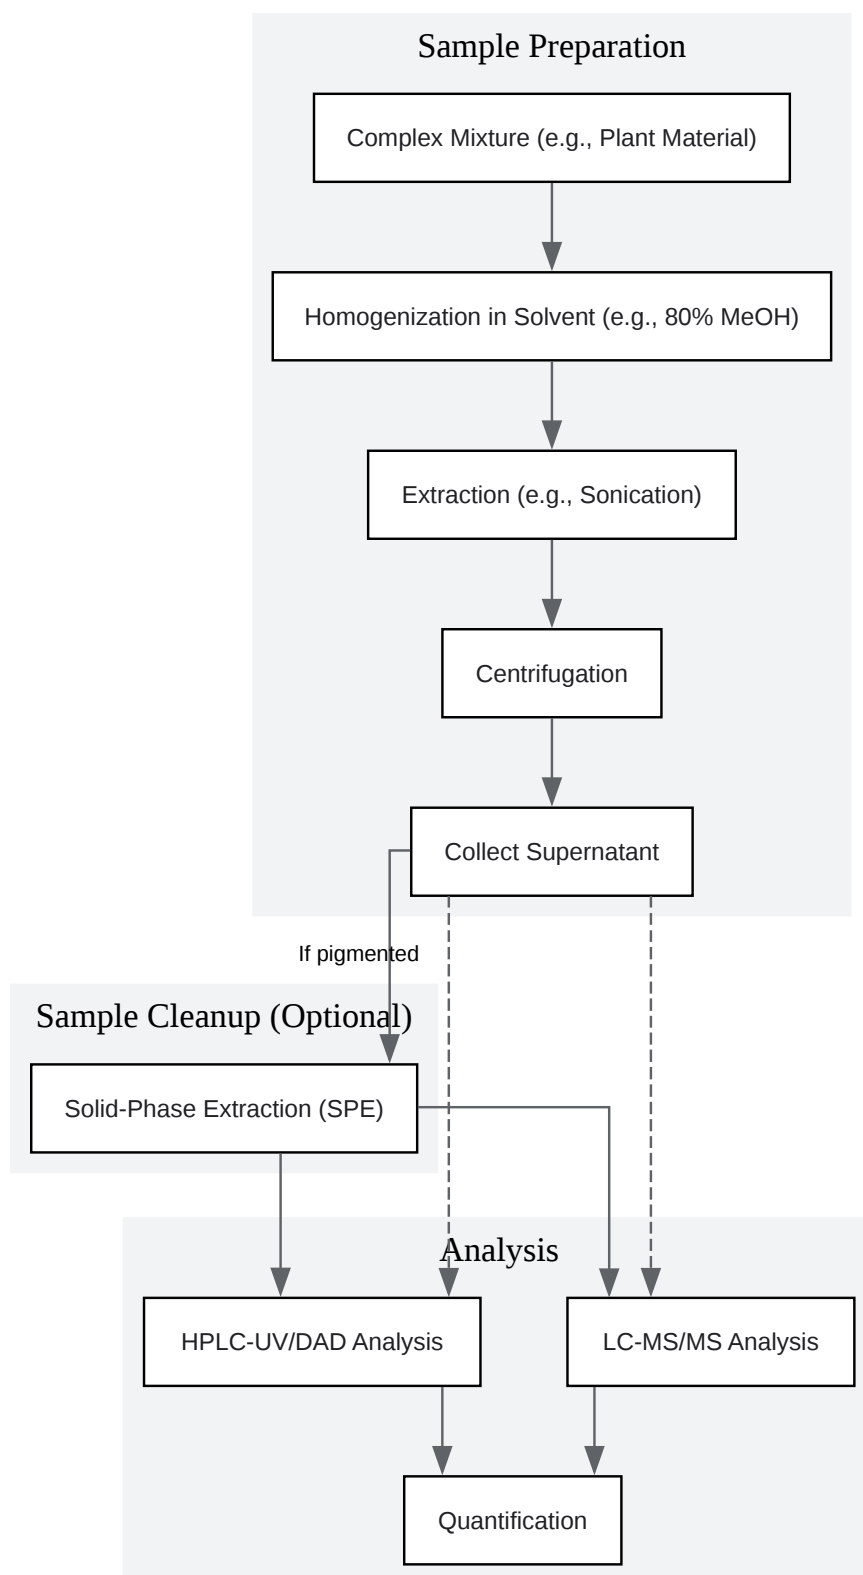 Sample Preparation
Complex Mixture (e.g., Plant Material)
Homogenization in Solvent (e.g., 80% MeOH)
Extraction (e.g., Sonication)
Centrifugation
Collect Supernatant
If pigmented
Sample Cleanup (Optional)
Solid-Phase Extraction (SPE)
Analysis
HPLC-UV/DAD Analysis
LC-MS/MS Analysis
Quantification